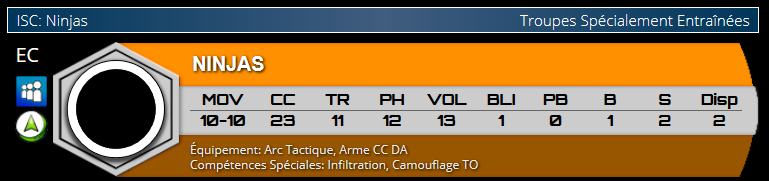 ISC: Ninjas Troupes Spécialement Entraînées
EC
NINJAS
MOV CC TR PH VOL BLI PB B S Disp
10-10 23 11 12 13 1 0 1 2 2
Équipement: Arc Tactique, Arme CC DA
Compétences Spéciales: Infiltration, Camouflage TO